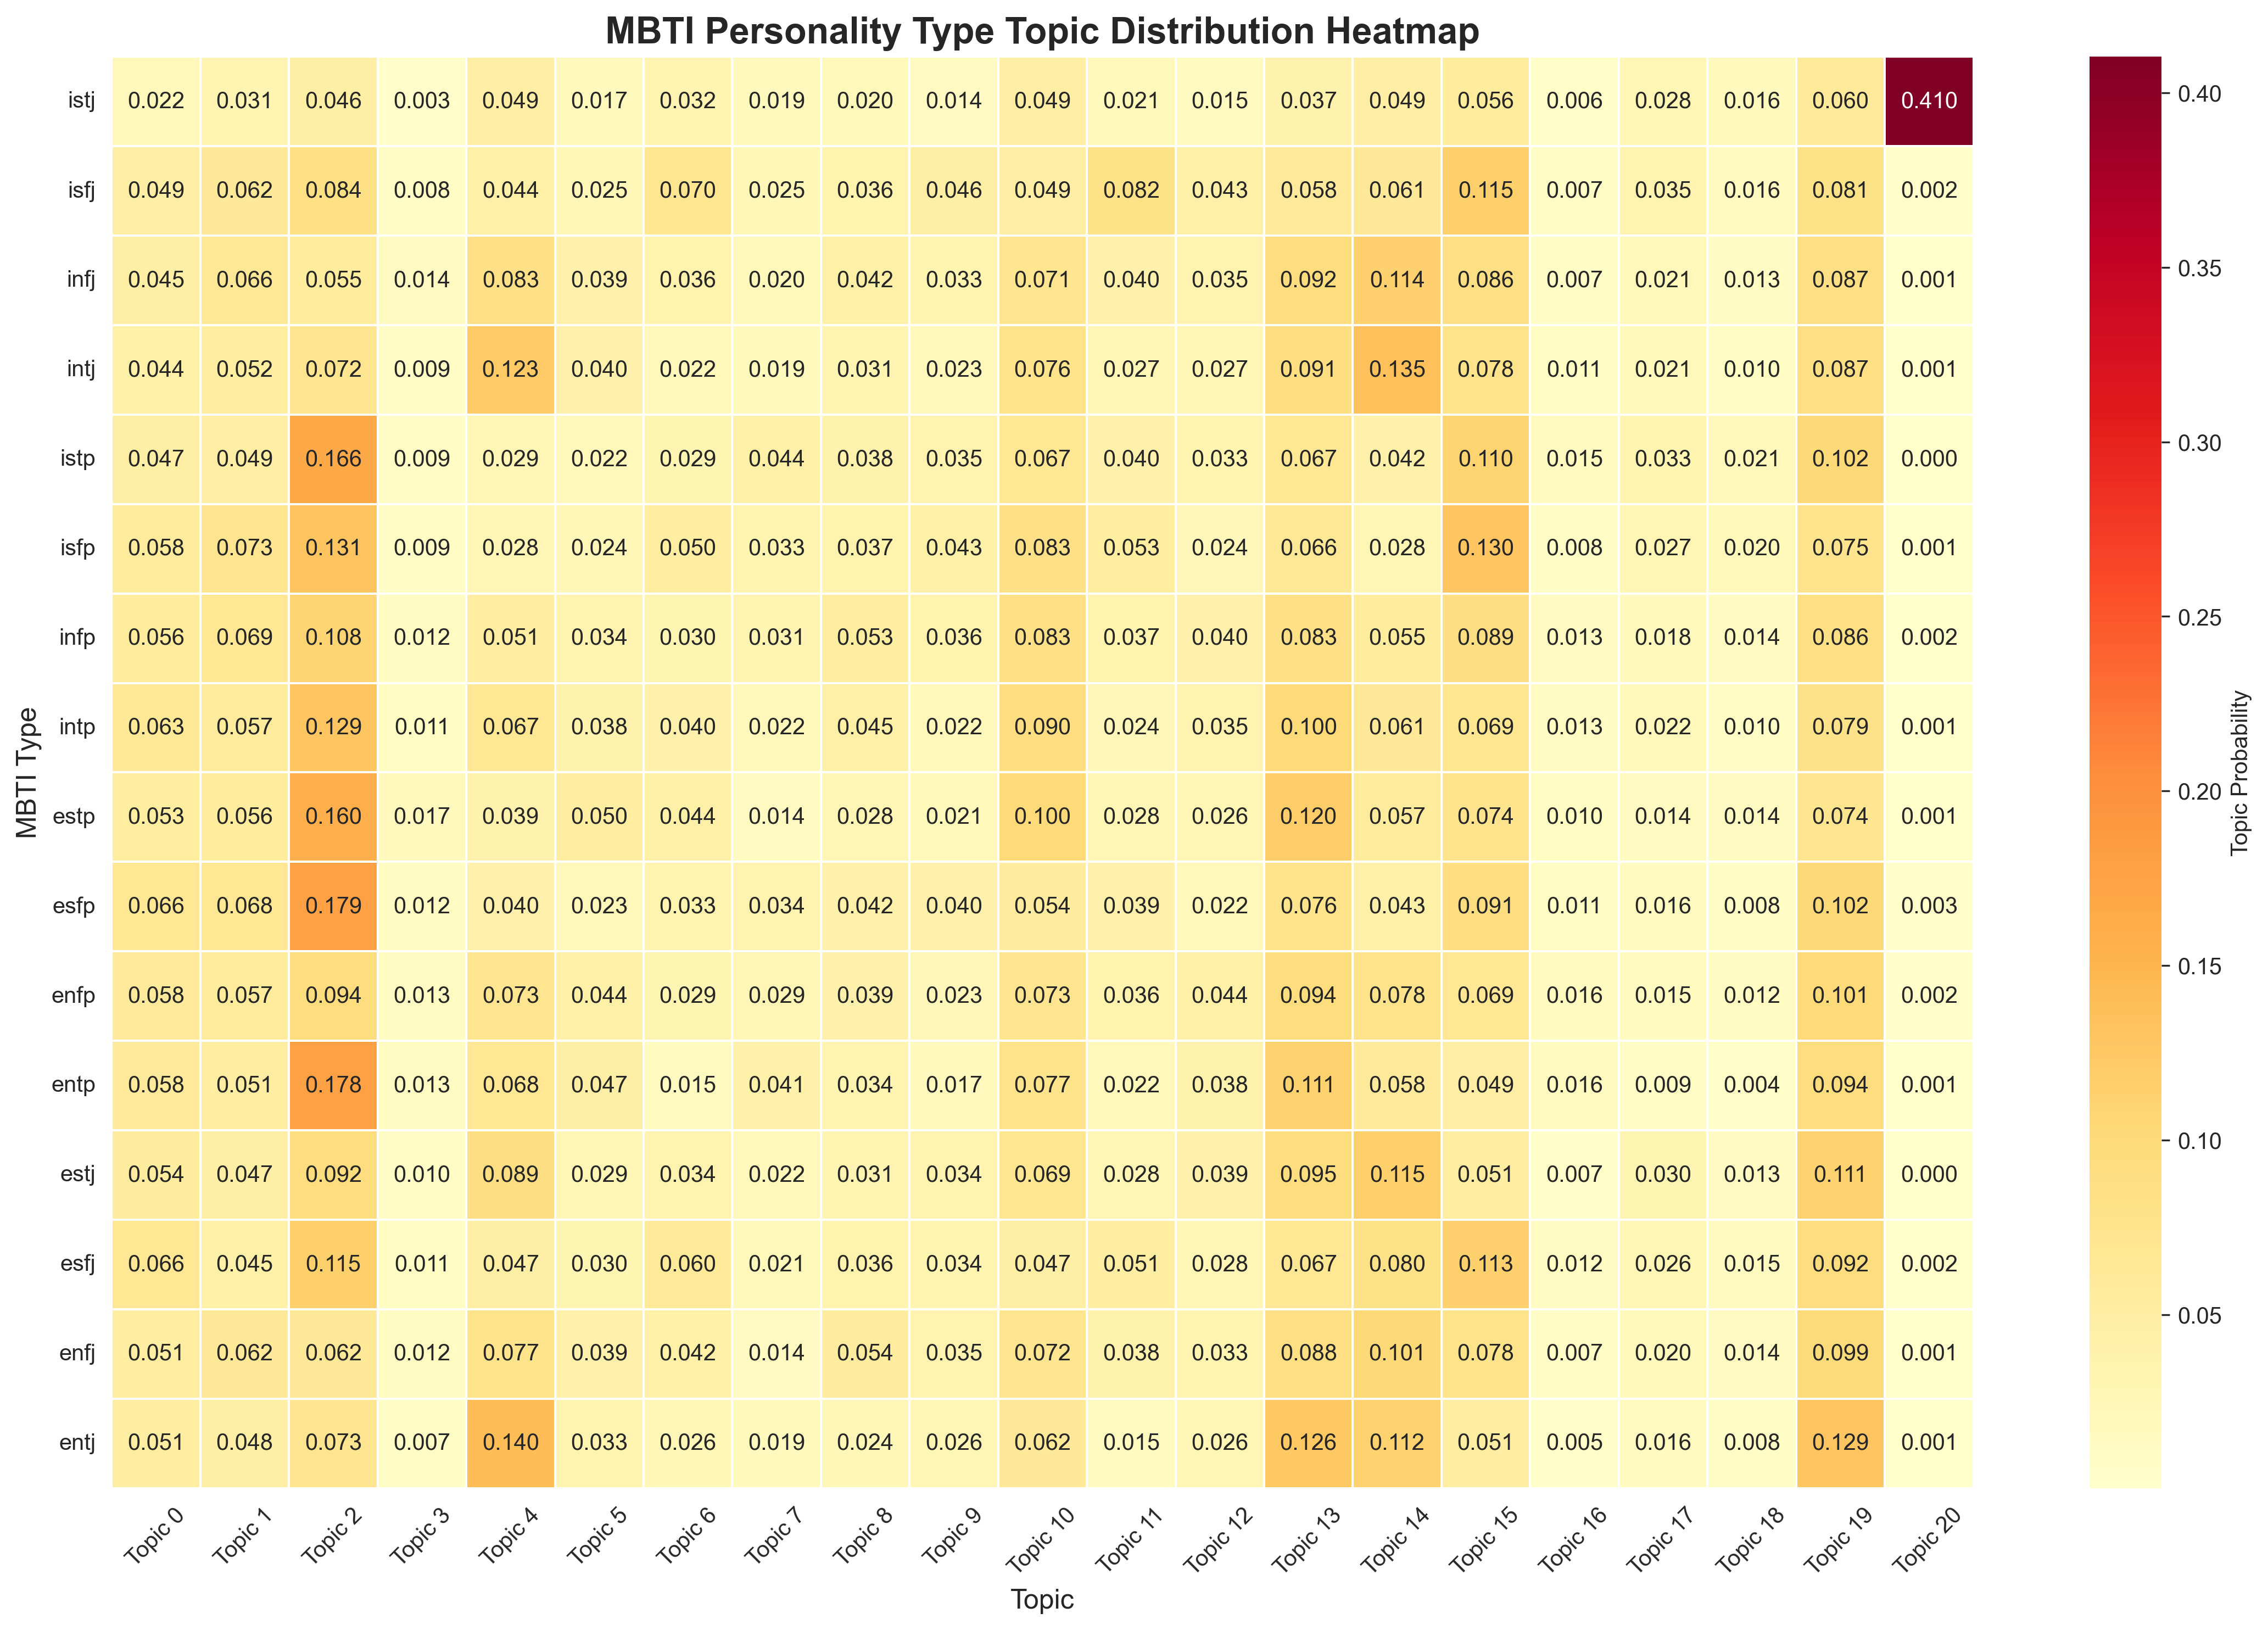 MBTI Personality Type Topic Distribution Heatmap
istj 0.022 0.031 0.046 0.003 0.049 0.017 0.032 0.019 0.020 0.014 0.049 0.021 0.015 0.037 0.049 0.056 0.006 0.028 0.016 0.060 0.410
isfj 0.049 0.062 0.084 0.008 0.044 0.025 0.070 0.025 0.036 0.046 0.049 0.082 0.043 0.058 0.061 0.115 0.007 0.035 0.016 0.081 0.002
infj 0.045 0.066 0.055 0.014 0.083 0.039 0.036 0.020 0.042 0.033 0.071 0.040 0.035 0.092 0.114 0.086 0.007 0.021 0.013 0.087 0.001
intj 0.044 0.052 0.072 0.009 0.123 0.040 0.022 0.019 0.031 0.023 0.076 0.027 0.027 0.091 0.135 0.078 0.011 0.021 0.010 0.087 0.001
istp 0.047 0.049 0.166 0.009 0.029 0.022 0.029 0.044 0.038 0.035 0.067 0.040 0.033 0.067 0.042 0.110 0.015 0.033 0.021 0.102 0.000
isfp 0.058 0.073 0.131 0.009 0.028 0.024 0.050 0.033 0.037 0.043 0.083 0.053 0.024 0.066 0.028 0.130 0.008 0.027 0.020 0.075 0.001
infp 0.056 0.069 0.108 0.012 0.051 0.034 0.030 0.031 0.053 0.036 0.083 0.037 0.040 0.083 0.055 0.089 0.013 0.018 0.014 0.086 0.002
intp 0.063 0.057 0.129 0.011 0.067 0.038 0.040 0.022 0.045 0.022 0.090 0.024 0.035 0.100 0.061 0.069 0.013 0.022 0.010 0.079 0.001
estp 0.053 0.056 0.160 0.017 0.039 0.050 0.044 0.014 0.028 0.021 0.100 0.028 0.026 0.120 0.057 0.074 0.010 0.014 0.014 0.074 0.001
esfp 0.066 0.068 0.179 0.012 0.040 0.023 0.033 0.034 0.042 0.040 0.054 0.039 0.022 0.076 0.043 0.091 0.011 0.016 0.008 0.102 0.003
enfp 0.058 0.057 0.094 0.013 0.073 0.044 0.029 0.029 0.039 0.023 0.073 0.036 0.044 0.094 0.078 0.069 0.016 0.015 0.012 0.101 0.002
entp 0.058 0.051 0.178 0.013 0.068 0.047 0.015 0.041 0.034 0.017 0.077 0.022 0.038 0.111 0.058 0.049 0.016 0.009 0.004 0.094 0.001
estj 0.054 0.047 0.092 0.010 0.089 0.029 0.034 0.022 0.031 0.034 0.069 0.028 0.039 0.095 0.115 0.051 0.007 0.030 0.013 0.111 0.000
esfj 0.066 0.045 0.115 0.011 0.047 0.030 0.060 0.021 0.036 0.034 0.047 0.051 0.028 0.067 0.080 0.113 0.012 0.026 0.015 0.092 0.002
enfj 0.051 0.062 0.062 0.012 0.077 0.039 0.042 0.014 0.054 0.035 0.072 0.038 0.033 0.088 0.101 0.078 0.007 0.020 0.014 0.099 0.001
entj 0.051 0.048 0.073 0.007 0.140 0.033 0.026 0.019 0.024 0.026 0.062 0.015 0.026 0.126 0.112 0.051 0.005 0.016 0.008 0.129 0.001
Topic 0 Topic 1 Topic 2 Topic 3 Topic 4 Topic 5 Topic 6 Topic 7 Topic 8 Topic 9 Topic 10 Topic 11 Topic 12 Topic 13 Topic 14 Topic 15 Topic 16 Topic 17 Topic 18 Topic 19 Topic 20
Topic
MBTI Type
0.40
0.35
0.30
0.25
0.20
0.15
0.10
0.05
Topic Probability